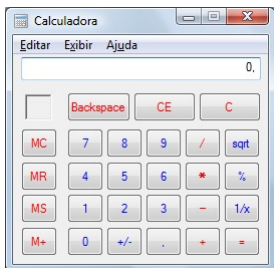 Calculadora
Editar Exibir Ajuda
0,
Backspace CE C
MC 7 8 9 / sqrt
MR 4 5 6 * %
MS 1 2 3 - 1/x
M+ 0 +/- , + =